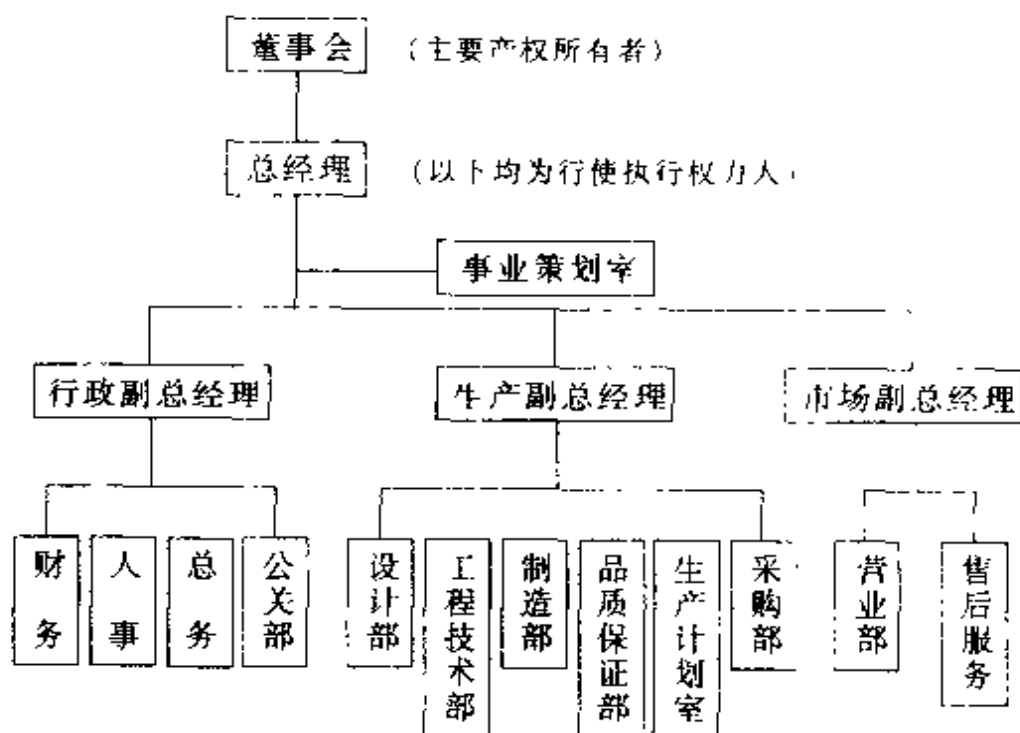 董事会 (主要产权所有者)
总经理 (以下均为行使执行权力人)
事业策划室
行政副总经理 生产副总经理 市场副总经理
财务
人事
总务
公关部
设计部
工程技术部
制造部
品质保证部
生产计划室
采购部
营业部
售后服务